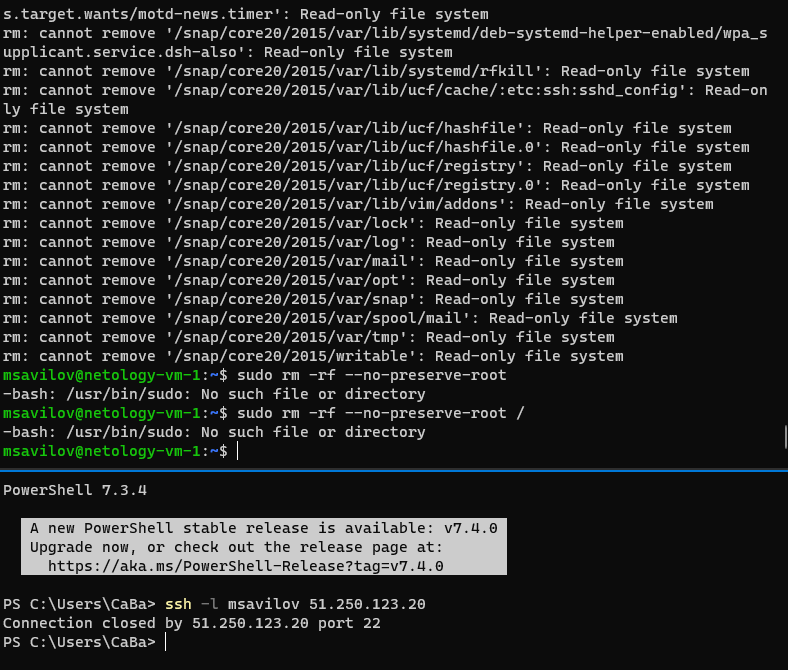 s.target.wants/motd-news.timer': Read-only file system
rm: cannot remove '/snap/core20/2015/var/lib/systemd/deb-systemd-helper-enabled/wpa_s
upplicant.service.dsh-also': Read-only file system
rm: cannot remove '/snap/core20/2015/var/lib/systemd/rfkill': Read-only file system
rm: cannot remove '/snap/core20/2015/var/lib/ucf/cache/:etc:ssh:sshd_config': Read-on
ly file system
rm: cannot remove '/snap/core20/2015/var/lib/ucf/hashfile': Read-only file system
rm: cannot remove '/snap/core20/2015/var/lib/ucf/hashfile.0': Read-only file system
rm: cannot remove '/snap/core20/2015/var/lib/ucf/registry': Read-only file system
rm: cannot remove '/snap/core20/2015/var/lib/ucf/registry.0': Read-only file system
rm: cannot remove '/snap/core20/2015/var/lib/vim/addons': Read-only file system
rm: cannot remove '/snap/core20/2015/var/lock': Read-only file system
rm: cannot remove '/snap/core20/2015/var/log': Read-only file system
rm: cannot remove '/snap/core20/2015/var/mail': Read-only file system
rm: cannot remove '/snap/core20/2015/var/opt': Read-only file system
rm: cannot remove '/snap/core20/2015/var/snap': Read-only file system
rm: cannot remove '/snap/core20/2015/var/spool/mail': Read-only file system
rm: cannot remove '/snap/core20/2015/var/tmp': Read-only file system
rm: cannot remove '/snap/core20/2015/writable': Read-only file system
msavilov@netology-vm-1:~$ sudo rm -rf --no-preserve-root
-bash: /usr/bin/sudo: No such file or directory
msavilov@netology-vm-1:~$ sudo rm -rf --no-preserve-root /
-bash: /usr/bin/sudo: No such file or directory
msavilov@netology-vm-1:~$
PowerShell 7.3.4
A new PowerShell stable release is available: v7.4.0
Upgrade now, or check out the release page at:
https://aka.ms/PowerShell-Release?tag=v7.4.0
PS C:\Users\CaBa> ssh -l msavilov 51.250.123.20
Connection closed by 51.250.123.20 port 22
PS C:\Users\CaBa>